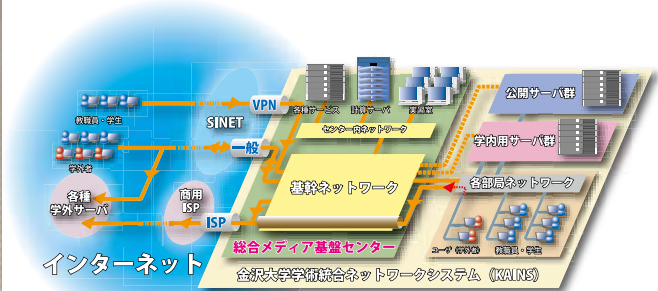 教職員・学生
学外者
各種
学外サーバ
SINET
商用
ISP
VPN
一般
ISP
インターネット
各種サービス
計算サーバ
実習室
センター内ネットワーク
基幹ネットワーク
総合メディア基盤センター
公開サーバ群
学内用サーバ群
各部局ネットワーク
ユーザ（学外者）
教職員・学生
金沢大学学術統合ネットワークシステム（KAINS）